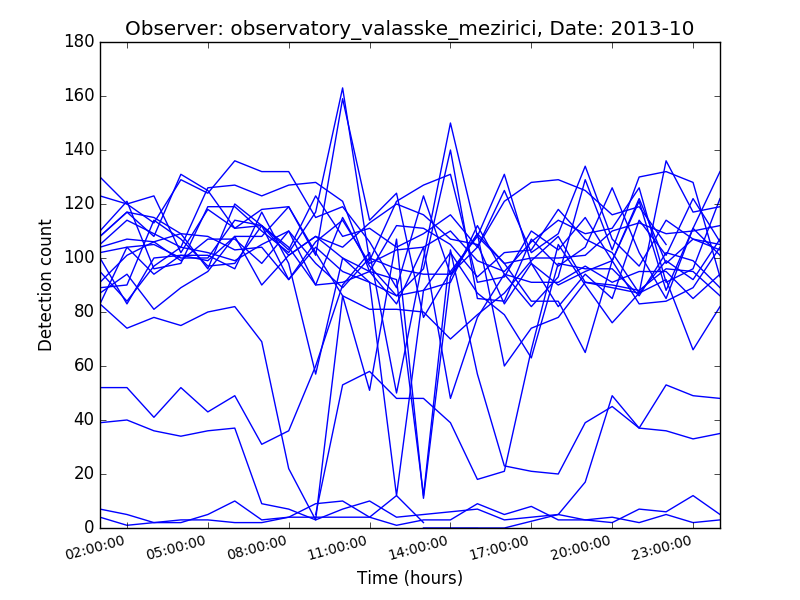 Observer: observatory_valasske_mezirici, Date: 2013-10
180
160
140
120
100
80
60
40
20
0
Detection count
02:00:00 05:00:00 08:00:00 11:00:00 14:00:00 17:00:00 20:00:00 23:00:00
Time (hours)